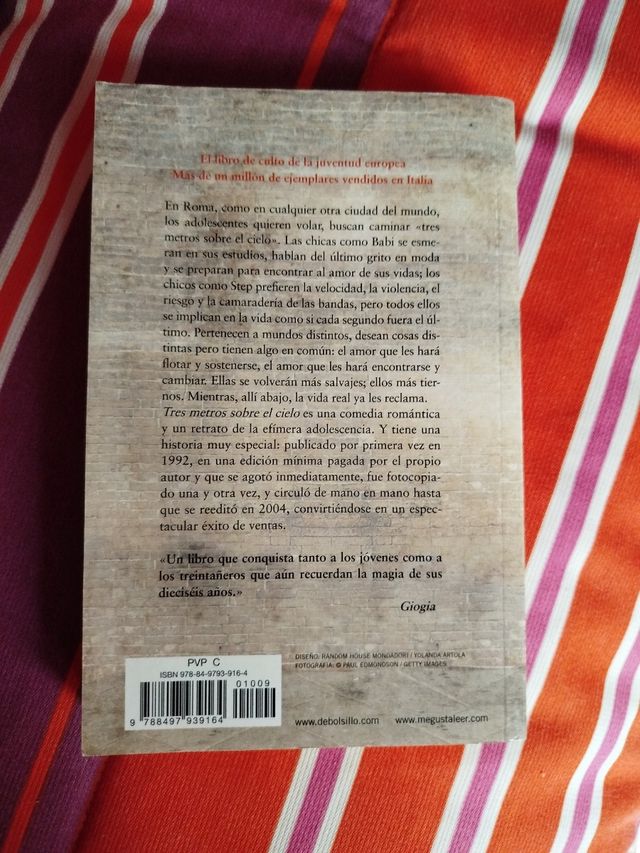 El libro de culto de la juventud europea
Más de un millón de ejemplares vendidos en Italia
En Roma, como en cualquier otra ciudad del mundo,
los adolescentes quieren volar, buscan caminar «tres
metros sobre el cielo». Las chicas como Babi se esme-
ran en sus estudios, hablan del último grito en moda
y se preparan para encontrar al amor de sus vidas; los
chicos como Step prefieren la velocidad, la violencia, el
riesgo y la camaradería de las bandas, pero todos ellos
se implican en la vida como si cada segundo fuera el úl-
timo. Pertenecen a mundos distintos, desean cosas dis-
tintas pero tienen algo en común: el amor que les hará
flotar y sostenerse, el amor que les hará encontrarse y
cambiar. Ellas se volverán más salvajes; ellos más tier-
nos. Mientras, allí abajo, la vida real ya les reclama.
Tres metros sobre el cielo es una comedia romántica
y un retrato de la efímera adolescencia. Y tiene una
historia muy especial: publicado por primera vez en
1992, en una edición mínima pagada por el propio
autor y que se agotó inmediatamente, fue fotocopia-
do una y otra vez, y circuló de mano en mano hasta
que se reeditó en 2004, convirtiéndose en un espec-
tacular éxito de ventas.
«Un libro que conquista tanto a los jóvenes como a
los treintañeros que aún recuerdan la magia de sus
dieciséis años.»
Giogia
DISEÑO: RANDOM HOUSE MONDADORI / YOLANDA ARTOLA
FOTOGRAFÍA: © PAUL EDMONDSON / GETTY IMAGES
PVP C
ISBN 978-84-9793-916-4
01009
9 788497 939164
www.debolsillo.com www.megustaleer.com